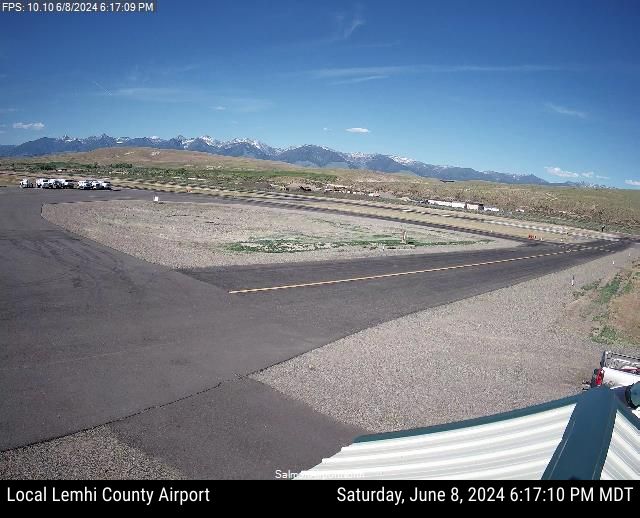 FPS: 10.10 6/8/2024 6:17:09 PM
Local Lemhi County Airport
Saturday, June 8, 2024 6:17:10 PM MDT